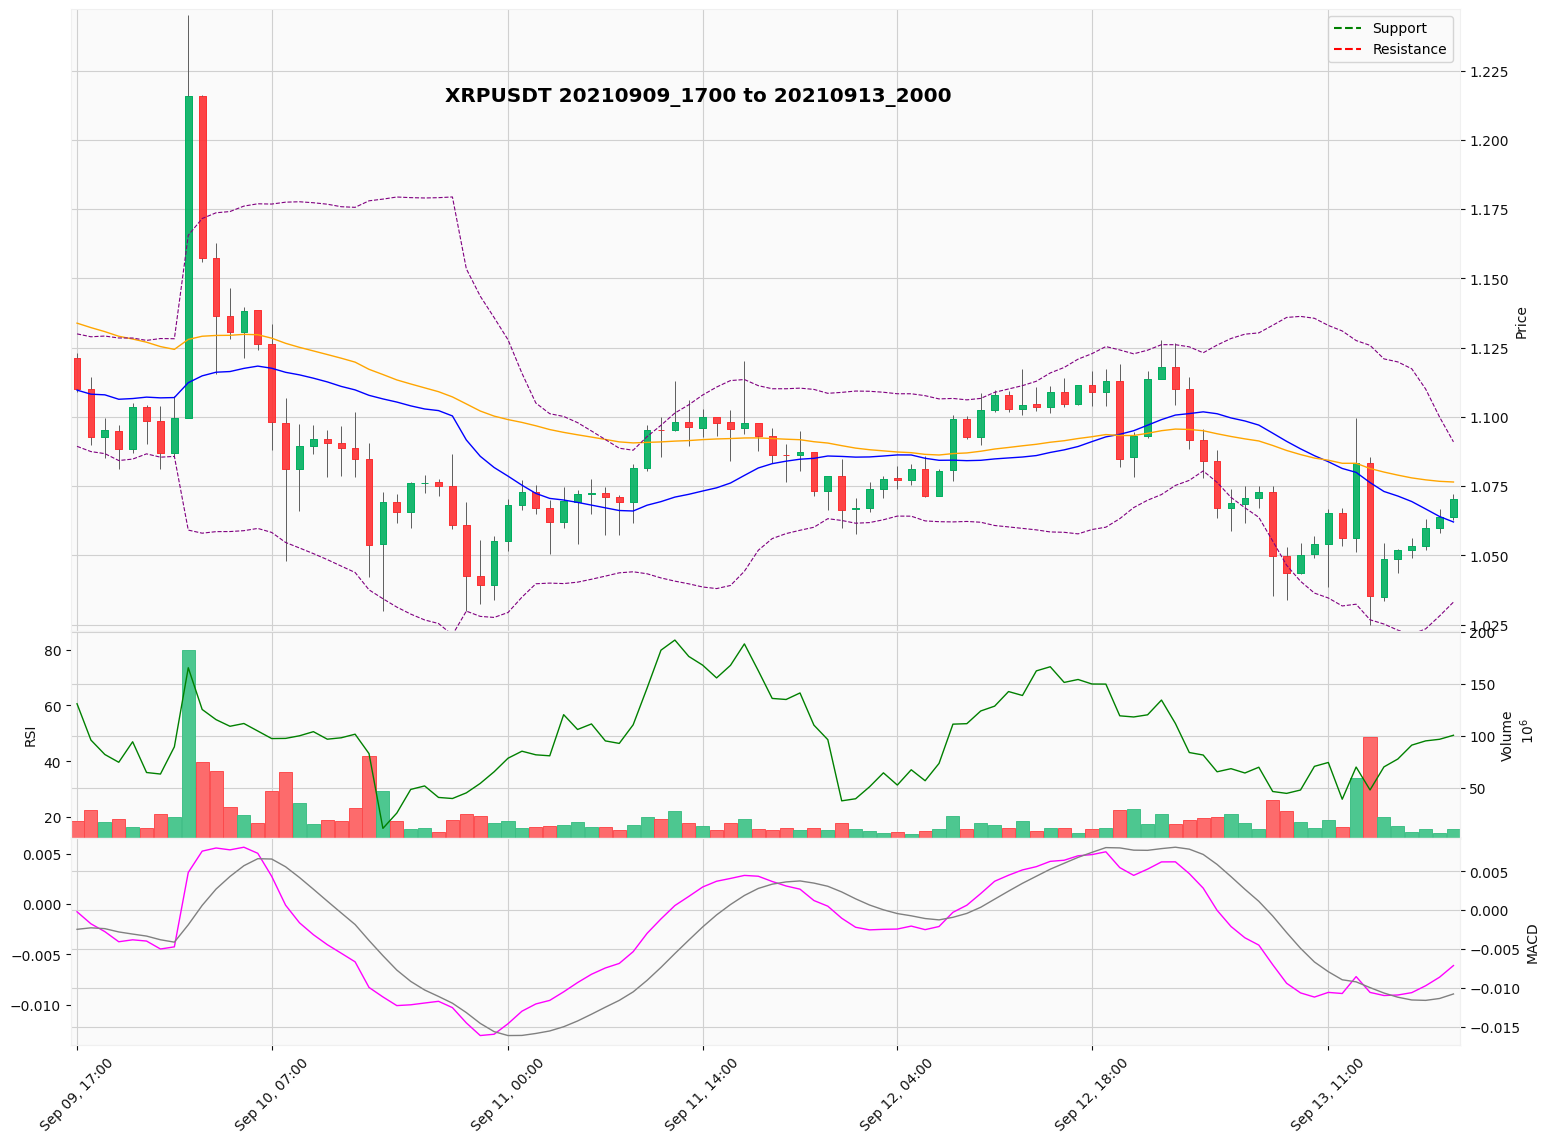 Support
Resistance
XRPUSDT 20210909_1700 to 20210913_2000
1.225
1.200
1.175
1.150
1.125
1.100
1.075
1.050
1.025
Price
80
60
40
20
RSI
200
150
100
50
Volume
10^6
0.005
0.000
−0.005
−0.010
0.005
0.000
−0.005
−0.010
−0.015
MACD
Sep 09, 17:00
Sep 10, 07:00
Sep 11, 00:00
Sep 11, 14:00
Sep 12, 04:00
Sep 12, 18:00
Sep 13, 11:00